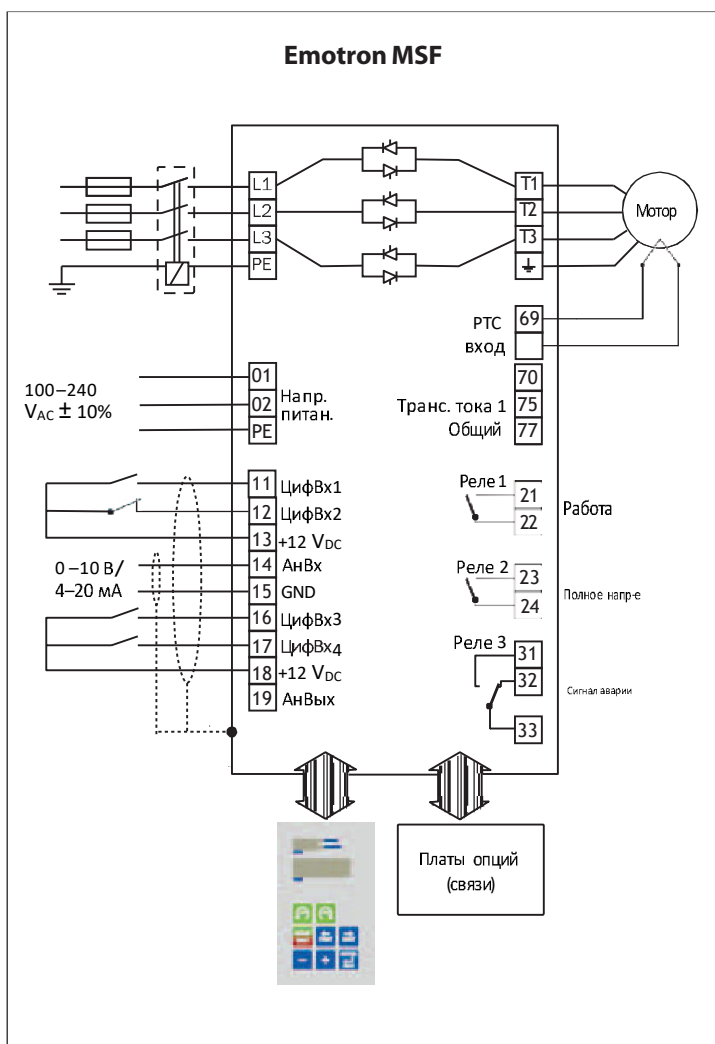 Emotron MSF
L1
L2
L3
PE
T1
T2
T3
Мотор
PTC
вход
69
70
Транс. тока 1
75
Общий
77
100–240
VAC ± 10%
01
02
PE
Напр.
питан.
11 ЦифВх1
12 ЦифВх2
13 +12 VDC
0 –10 В/
4–20 мА
14 АнВх
15 GND
16 ЦифВх3
17 ЦифВх4
18 +12 VDC
19 АнВых
Реле 1
21
22
Работа
Реле 2
23
24
Полное напр-е
Реле 3
31
32
33
Сигнал аварии
Платы опций
(связи)